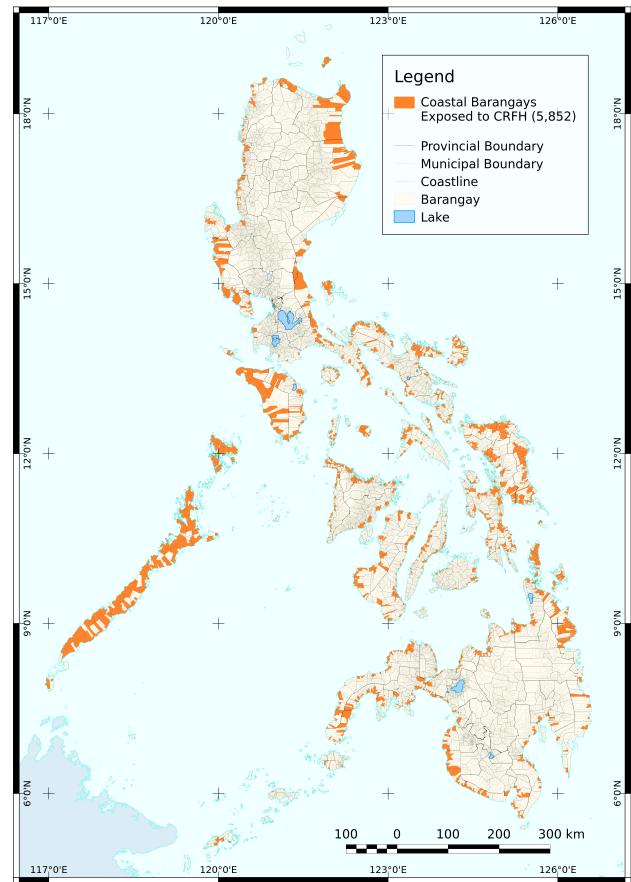 117°0'E 120°0'E 123°0'E 126°0'E
Legend
Coastal Barangays
Exposed to CRFH (5,852)
Provincial Boundary
Municipal Boundary
Coastline
Barangay
Lake
18°0'N 18°0'N
15°0'N 15°0'N
12°0'N 12°0'N
9°0'N 9°0'N
6°0'N 6°0'N
100 0 100 200 300 km
117°0'E 120°0'E 123°0'E 126°0'E